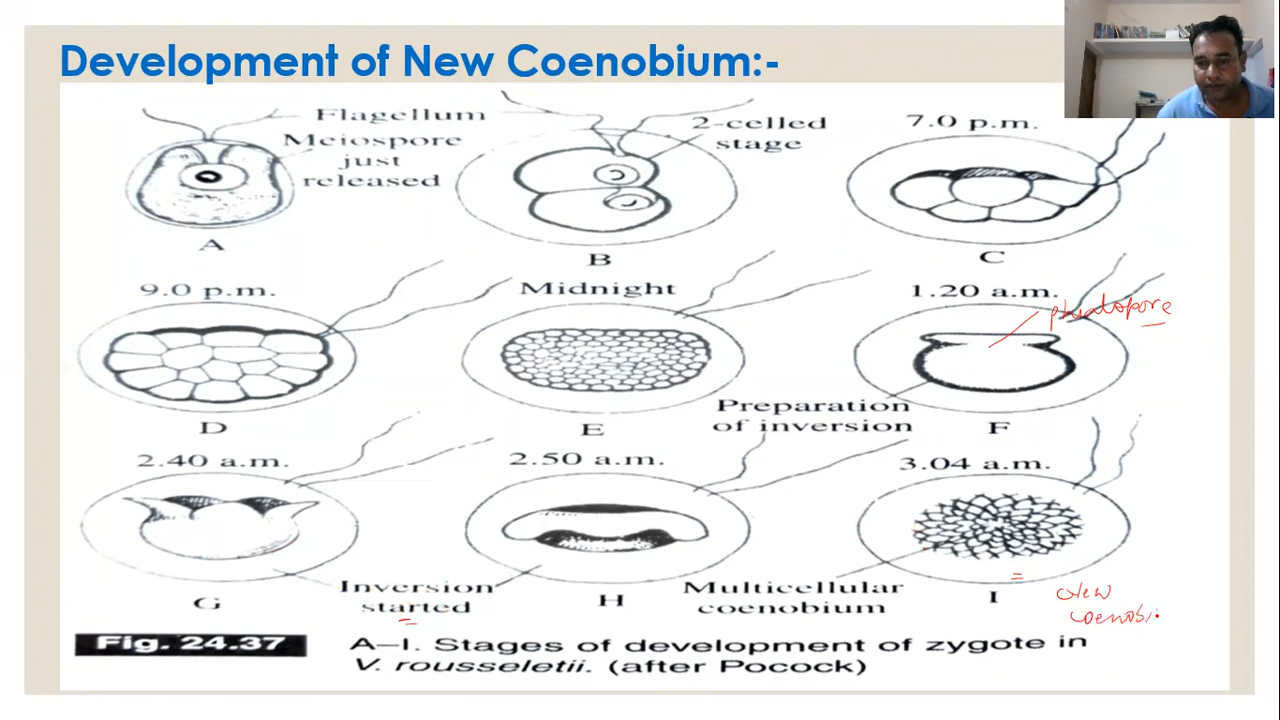 Development of New Coenobium:-
Flagellum
Meiospore
just
released
2-celled
stage
7.0 p.m.
A
B
C
9.0 p.m.
Midnight
1.20 a.m.
Phialopore
Preparation
of inversion
D
E
F
2.40 a.m.
2.50 a.m.
3.04 a.m.
Inversion
started
Multicellular
coenobium
G
H
I
New
coenobi
Fig. 24.37
A–I. Stages of development of zygote in
V. rousseletii. (after Pocock)